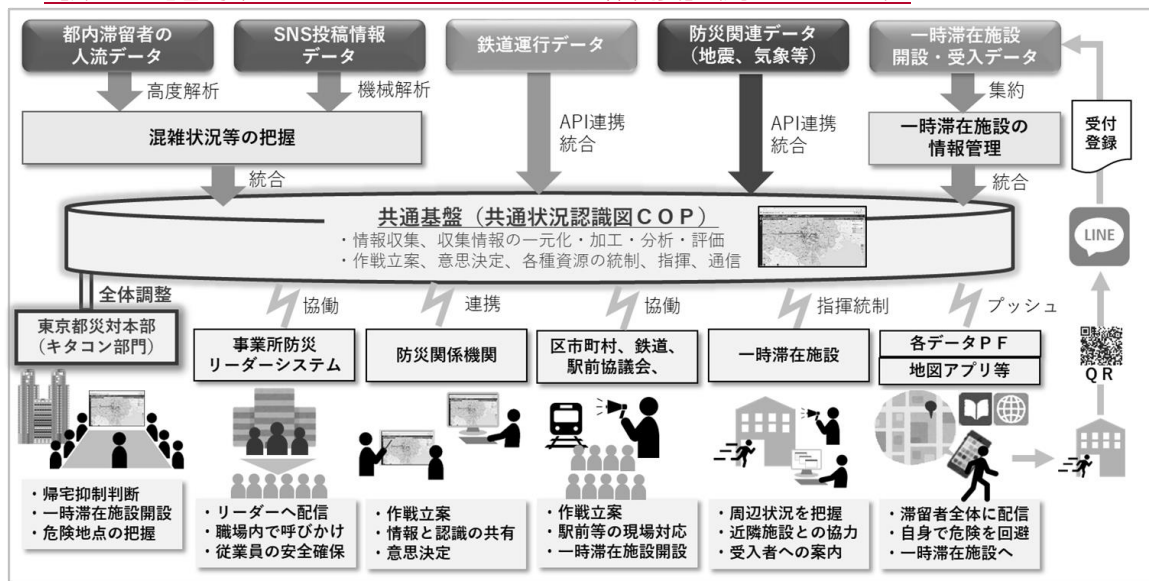 都内滞留者の
人流データ
SNS投稿情報
データ
鉄道運行データ
防災関連データ
（地震、気象等）
一時滞在施設
開設・受入データ
高度解析
機械解析
API連携
統合
API連携
統合
集約
混雑状況等の把握
一時滞在施設の
情報管理
受付
登録
統合
統合
共通基盤（共通状況認識図ＣＯＰ）
・情報収集、収集情報の一元化・加工・分析・評価
・作戦立案、意思決定、各種資源の統制、指揮、通信
LINE
全体調整
協働
連携
協働
指揮統制
プッシュ
東京都災対本部
（キタコン部門）
事業所防災
リーダーシステム
防災関係機関
区市町村、鉄道、
駅前協議会、
一時滞在施設
各データＰＦ
地図アプリ等
ＱＲ
・帰宅抑制判断
・一時滞在施設開設
・危険地点の把握
・リーダーへ配信
・職場内で呼びかけ
・従業員の安全確保
・作戦立案
・情報と認識の共有
・意思決定
・作戦立案
・駅前等の現場対応
・一時滞在施設開設
・周辺状況を把握
・近隣施設との協力
・受入者への案内
・滞留者全体に配信
・自身で危険を回避
・一時滞在施設へ